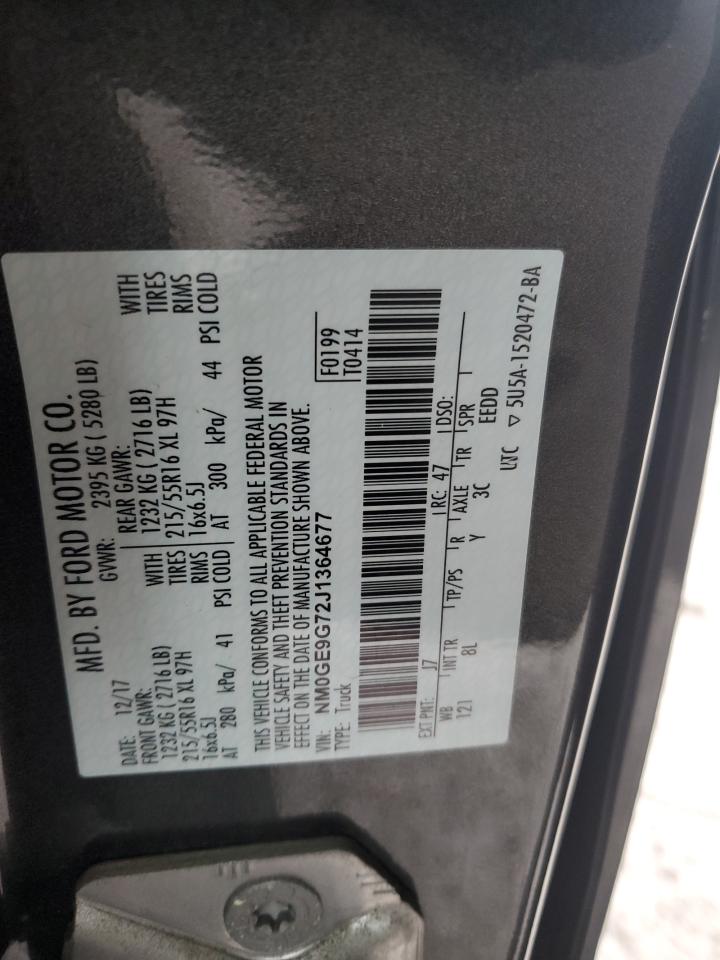 MFD. BY FORD MOTOR CO.
DATE: 12/17 GVWR: 2395 KG ( 5280 LB)
FRONT GAWR: REAR GAWR:
1232 KG ( 2716 LB) WITH 1232 KG ( 2716 LB) WITH
215/55R16 XL 97H TIRES 215/55R16 XL 97H TIRES
16x6.5J RIMS 16x6.5J RIMS
AT 280 kPa/ 41 PSI COLD AT 300 kPa/ 44 PSI COLD
THIS VEHICLE CONFORMS TO ALL APPLICABLE FEDERAL MOTOR
VEHICLE SAFETY AND THEFT PREVENTION STANDARDS IN
EFFECT ON THE DATE OF MANUFACTURE SHOWN ABOVE.
VIN: NM0GE9G72J1364677 F0199
TYPE: Truck T0414
EXT PNT: J7 RC: 47 DSO:
WB INT TR TP/PS R AXLE TR SPR
121 8L Y 3C EEDD
UTC ▽ 5U5A-1520472-BA